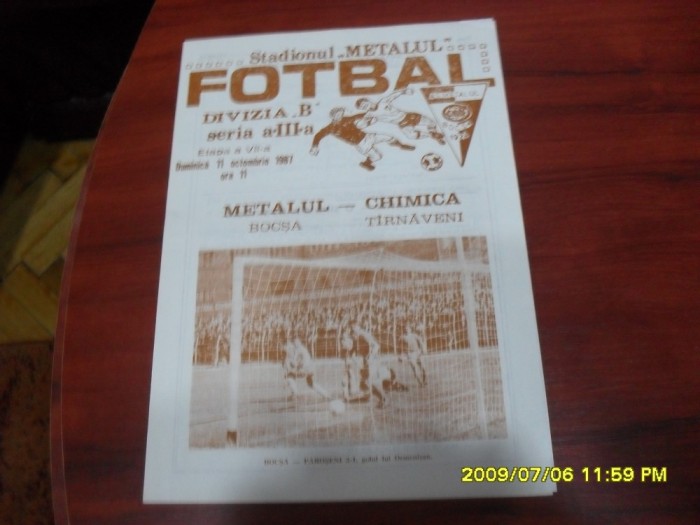 Stadionul „METALUL"
FOTBAL
DIVIZIA „B"
seria a-III-a
Etapa a VII-a
Duminică 11 octombrie 1987
ora 11
METALUL — CHIMICA
BOCȘA TÎRNĂVENI
BOCȘA —
2009/07/06 11:59 PM